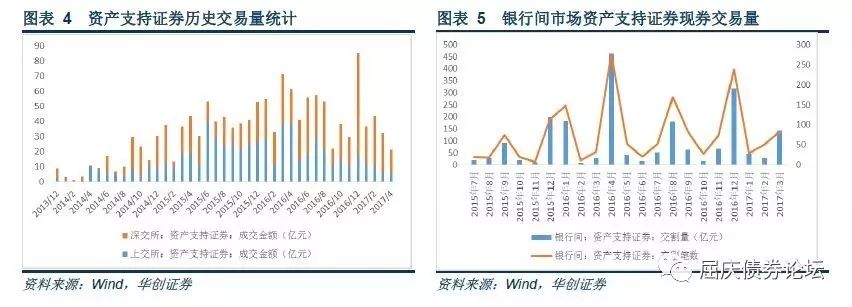 图表 4 资产支持证券历史交易量统计
90
80
70
60
50
40
30
20
10
0
2013/12
2014/2
2014/4
2014/6
2014/8
2014/10
2014/12
2015/2
2015/4
2015/6
2015/8
2015/10
2015/12
2016/2
2016/4
2016/6
2016/8
2016/10
2016/12
2017/2
2017/4
深交所：资产支持证券：成交金额（亿元）
上交所：资产支持证券：成交金额（亿元）
资料来源：Wind，华创证券
图表 5 银行间市场资产支持证券现券交易量
500
450
400
350
300
250
200
150
100
50
0
300
250
200
150
100
50
0
2015年7月
2015年8月
2015年9月
2015年10月
2015年11月
2015年12月
2016年1月
2016年2月
2016年3月
2016年4月
2016年5月
2016年6月
2016年7月
2016年8月
2016年9月
2016年10月
2016年11月
2016年12月
2017年1月
2017年2月
2017年3月
银行间：资产支持证券：交割量（亿元）
银行间：资产支持证券：交割笔数
资料来源：Wind，华创证券
屈庆债券论坛